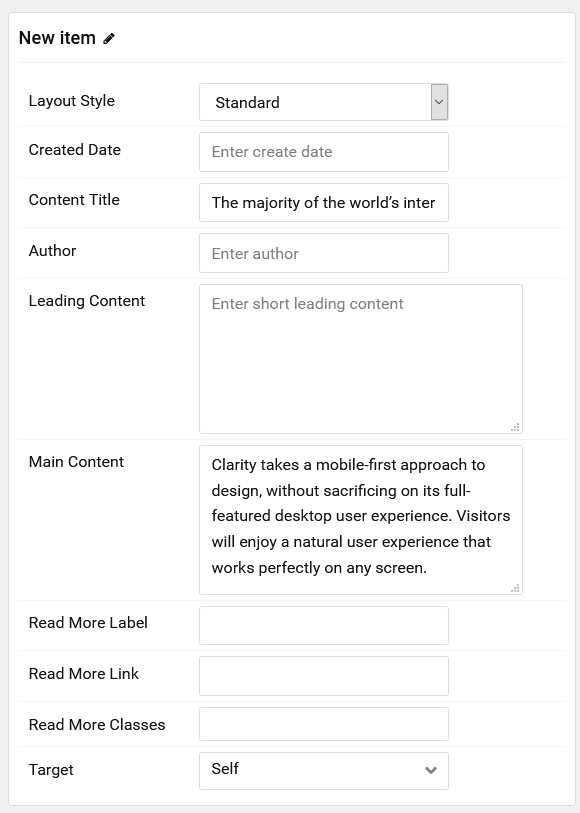 New item
Layout Style
Standard
Created Date
Enter create date
Content Title
The majority of the world’s inter
Author
Enter author
Leading Content
Enter short leading content
Main Content
Clarity takes a mobile-first approach to
design, without sacrificing on its full-
featured desktop user experience. Visitors
will enjoy a natural user experience that
works perfectly on any screen.
Read More Label
Read More Link
Read More Classes
Target
Self